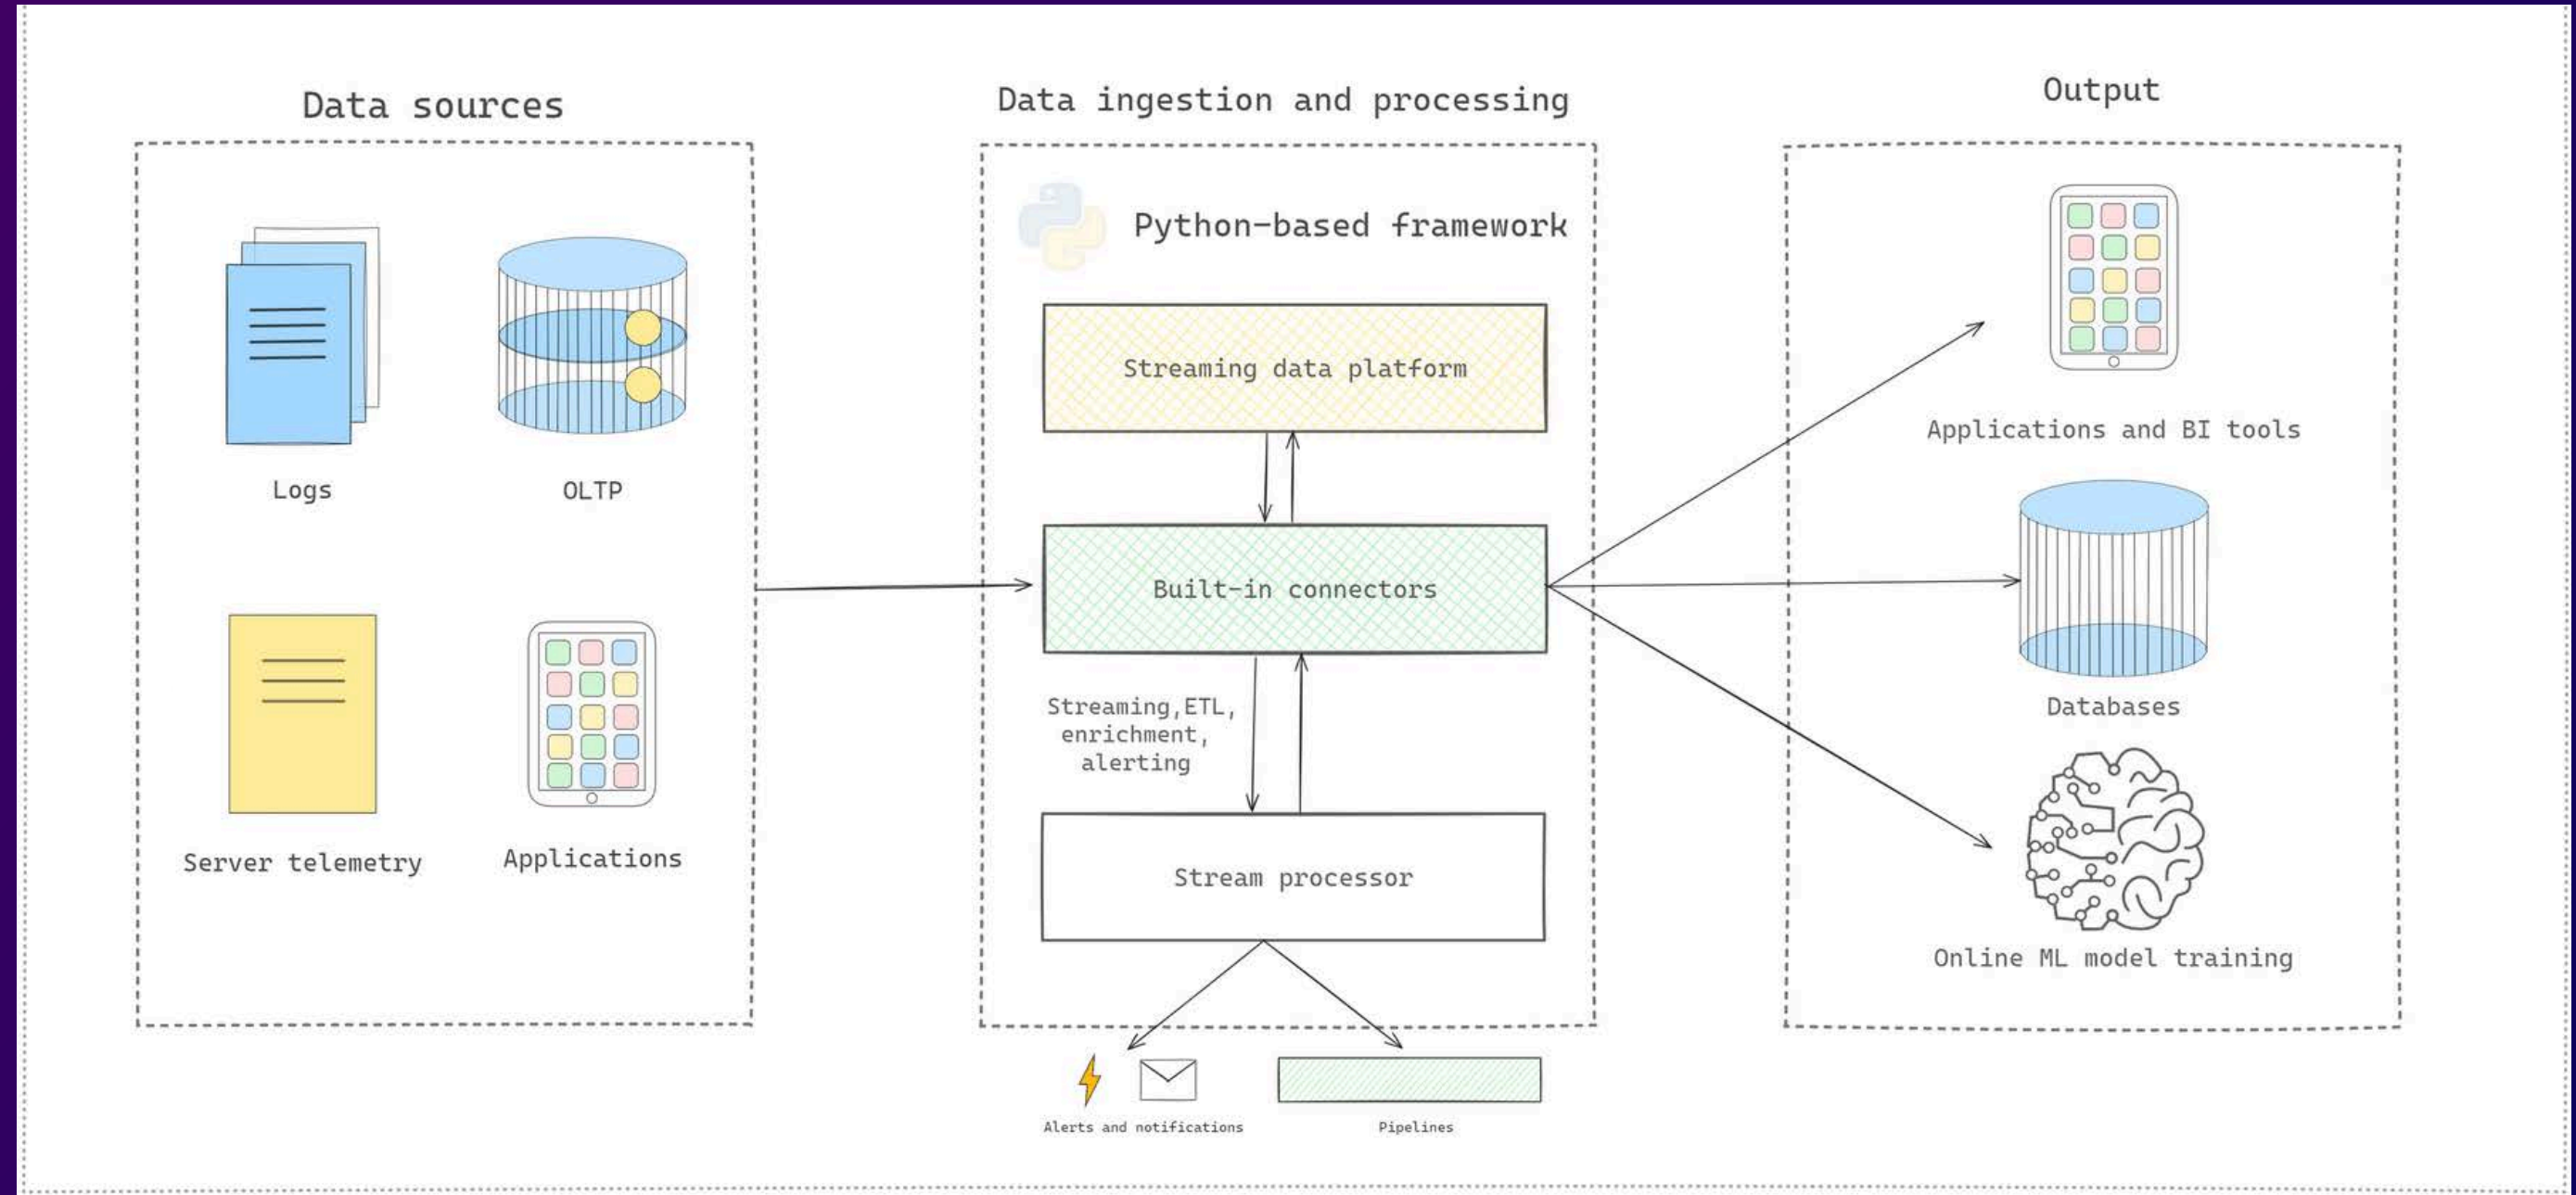 Data sources
Logs
OLTP
Server telemetry
Applications
Data ingestion and processing
Python-based framework
Streaming data platform
Built-in connectors
Streaming,ETL,
enrichment,
alerting
Stream processor
Alerts and notifications
Pipelines
Output
Applications and BI tools
Databases
Online ML model training